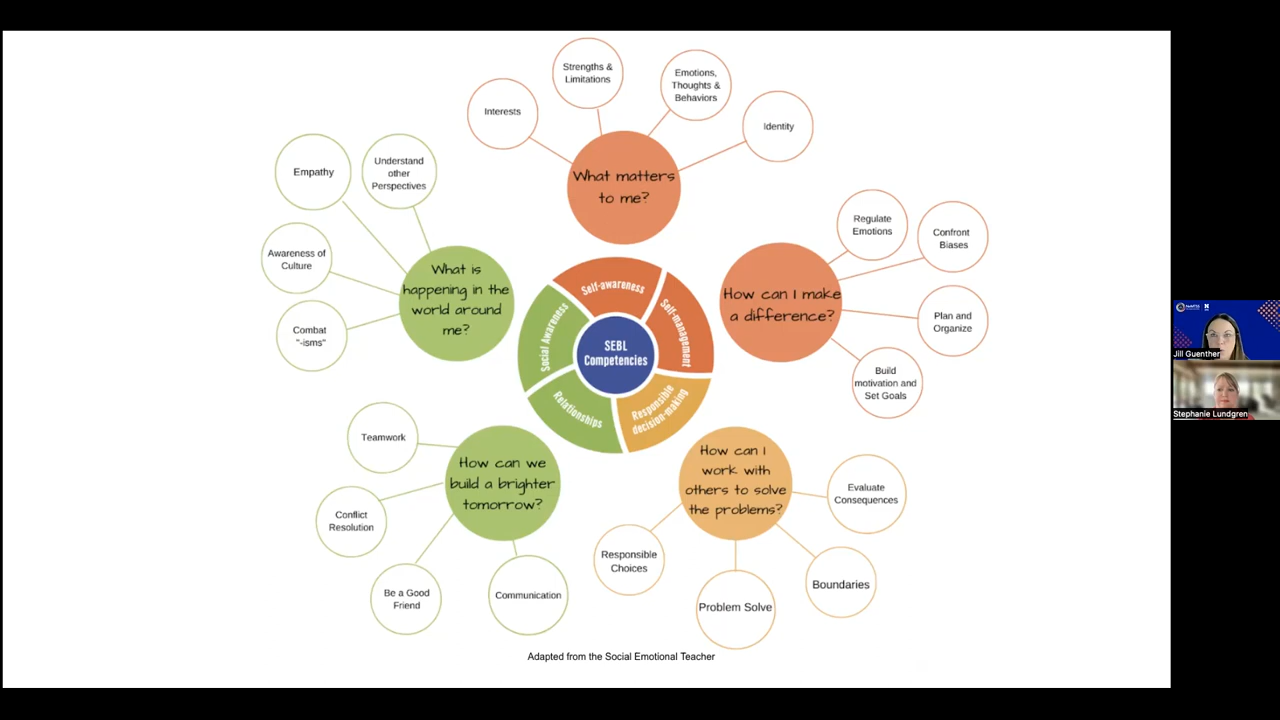 Strengths &
Limitations
Emotions,
Thoughts &
Behaviors
Interests
Identity
What matters
to me?
Empathy
Understand
other
Perspectives
Awareness of
Culture
Combat
"-isms"
What is
happening in the
world around
me?
Regulate
Emotions
Confront
Biases
Plan and
Organize
Build
motivation and
Set Goals
How can I make
a difference?
Self-awareness
Self-management
Responsible
decision-making
Relationships
Social Awareness
SEBL
Competencies
Teamwork
Conflict
Resolution
Be a Good
Friend
Communication
How can we
build a brighter
tomorrow?
How can I
work with
others to solve
the problems?
Evaluate
Consequences
Responsible
Choices
Problem Solve
Boundaries
Adapted from the Social Emotional Teacher
Jill Guenther
Stephanie Lundgren